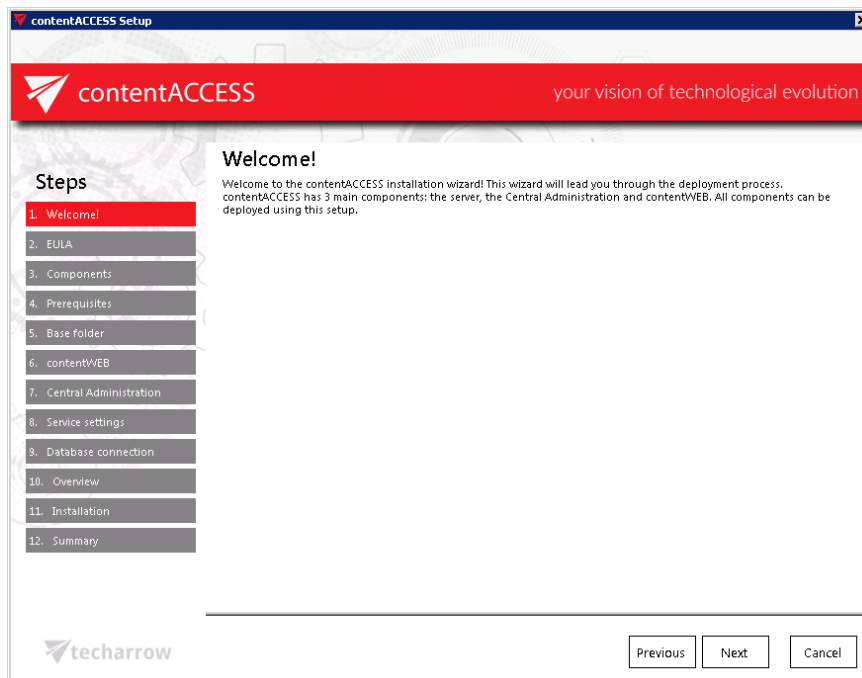 contentACCESS Setup
contentACCESS
your vision of technological evolution
Steps
1. Welcome!
2. EULA
3. Components
4. Prerequisites
5. Base folder
6. contentWEB
7. Central Administration
8. Service settings
9. Database connection
10. Overview
11. Installation
12. Summary
Welcome!
Welcome to the contentACCESS installation wizard! This wizard will lead you through the deployment process.
contentACCESS has 3 main components: the server, the Central Administration and contentWEB. All components can be
deployed using this setup.
techarrow
Previous
Next
Cancel